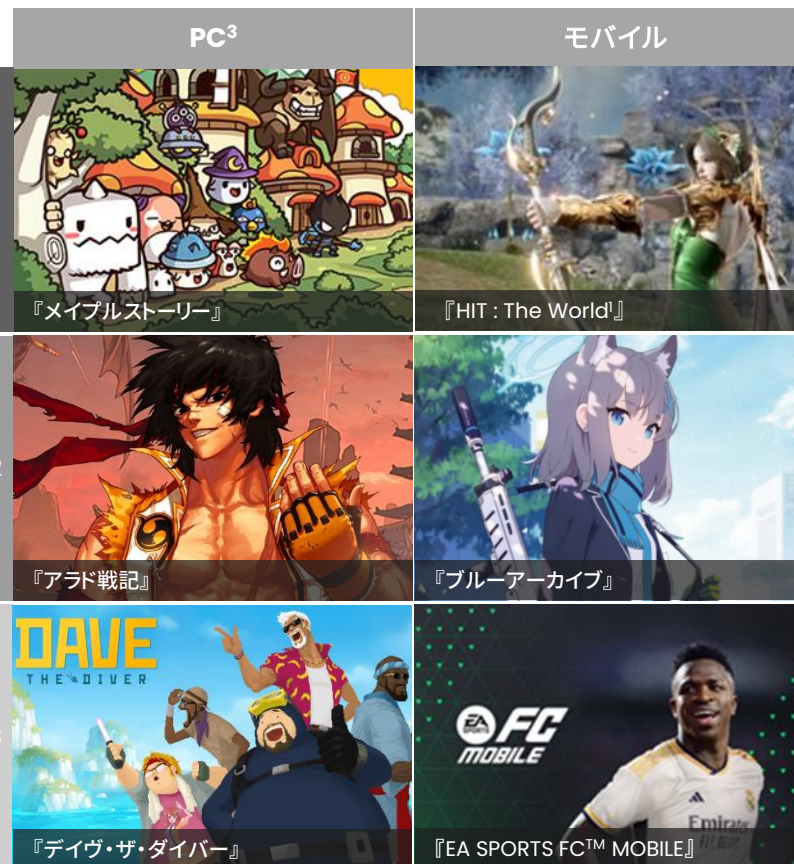 PC³
モバイル
『メイプルストーリー』
『HIT : The World¹』
『アラド戦記』
『ブルーアーカイブ』
DAVE
THE DIVER
『デイヴ・ザ・ダイバー』
EA SPORTS FC
MOBILE
Emirates
『EA SPORTS FC™ MOBILE』